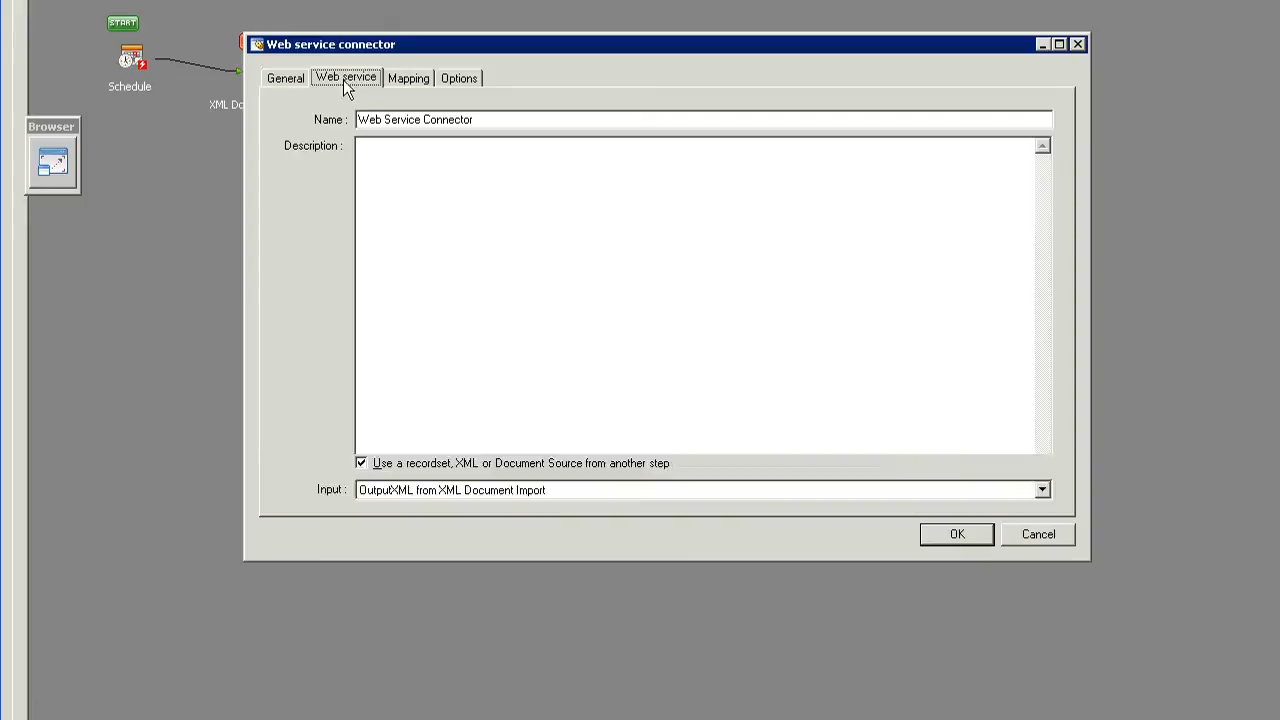 START
Schedule
XML Do
Browser
Web service connector
General Web service Mapping Options
Name : Web Service Connector
Description :
Use a recordset, XML or Document Source from another step
Input : OutputXML from XML Document Import
OK Cancel